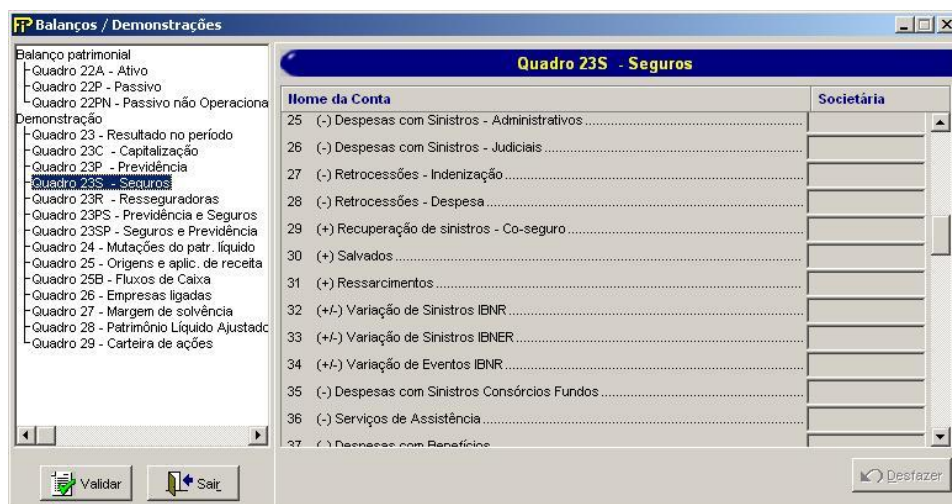 FiP Balanços / Demonstrações
Balanço patrimonial
Quadro 22A - Ativo
Quadro 22P - Passivo
Quadro 22PN - Passivo não Operaciona
Demonstração
Quadro 23 - Resultado no período
Quadro 23C - Capitalização
Quadro 23P - Previdência
Quadro 23S - Seguros
Quadro 23R - Resseguradoras
Quadro 23PS - Previdência e Seguros
Quadro 23SP - Seguros e Previdência
Quadro 24 - Mutações do patr. líquido
Quadro 25 - Origens e aplic. de receita
Quadro 25B - Fluxos de Caixa
Quadro 26 - Empresas ligadas
Quadro 27 - Margem de solvência
Quadro 28 - Patrimônio Líquido Ajustado
Quadro 29 - Carteira de ações
Validar
Sair
Quadro 23S - Seguros
Nome da Conta Societária
25 (-) Despesas com Sinistros - Administrativos
26 (-) Despesas com Sinistros - Judiciais
27 (-) Retrocessões - Indenização
28 (-) Retrocessões - Despesa
29 (+) Recuperação de sinistros - Co-seguro
30 (+) Salvados
31 (+) Ressarcimentos
32 (+/-) Variação de Sinistros IBNR
33 (+/-) Variação de Sinistros IBNER
34 (+/-) Variação de Eventos IBNR
35 (-) Despesas com Sinistros Consórcios Fundos
36 (-) Serviços de Assistência
37 (-) Despesas com Benefícios
Desfazer